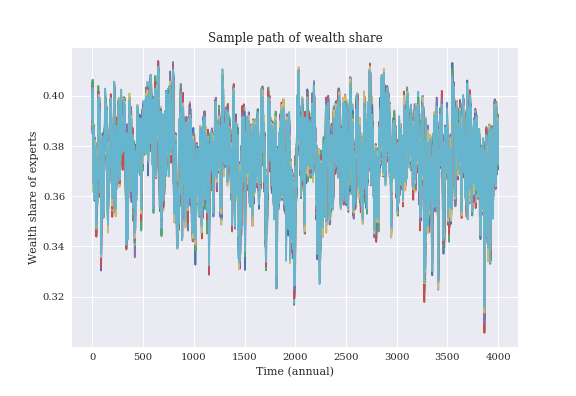 Sample path of wealth share
Wealth share of experts
0.40
0.38
0.36
0.34
0.32
0 500 1000 1500 2000 2500 3000 3500 4000
Time (annual)